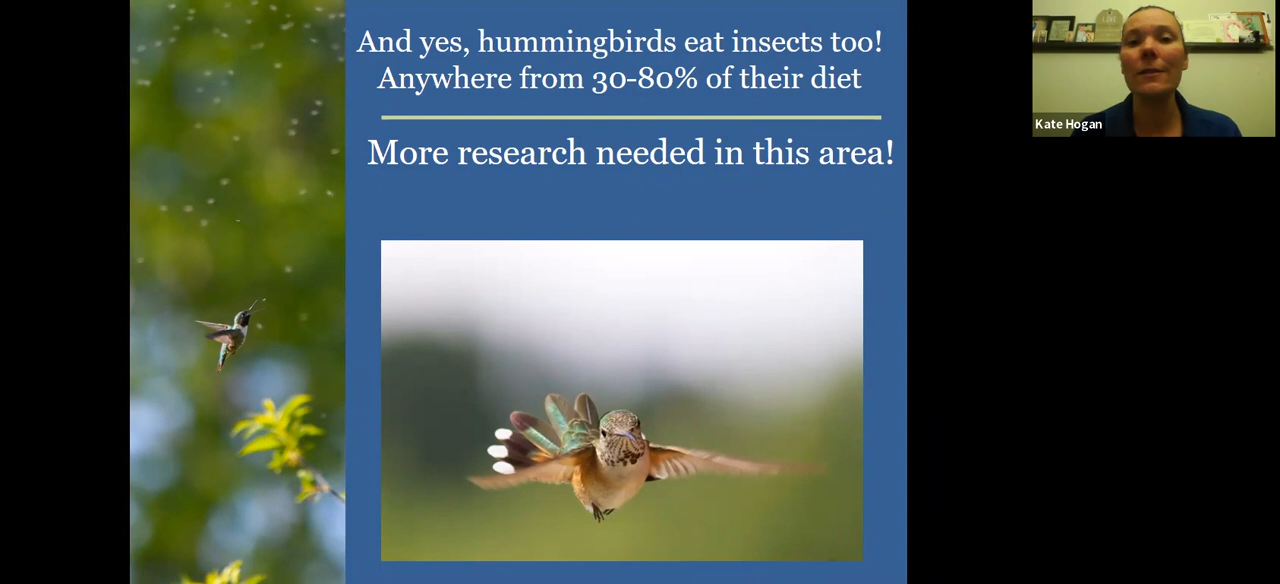 And yes, hummingbirds eat insects too!
Anywhere from 30-80% of their diet
More research needed in this area!
Kate Hogan